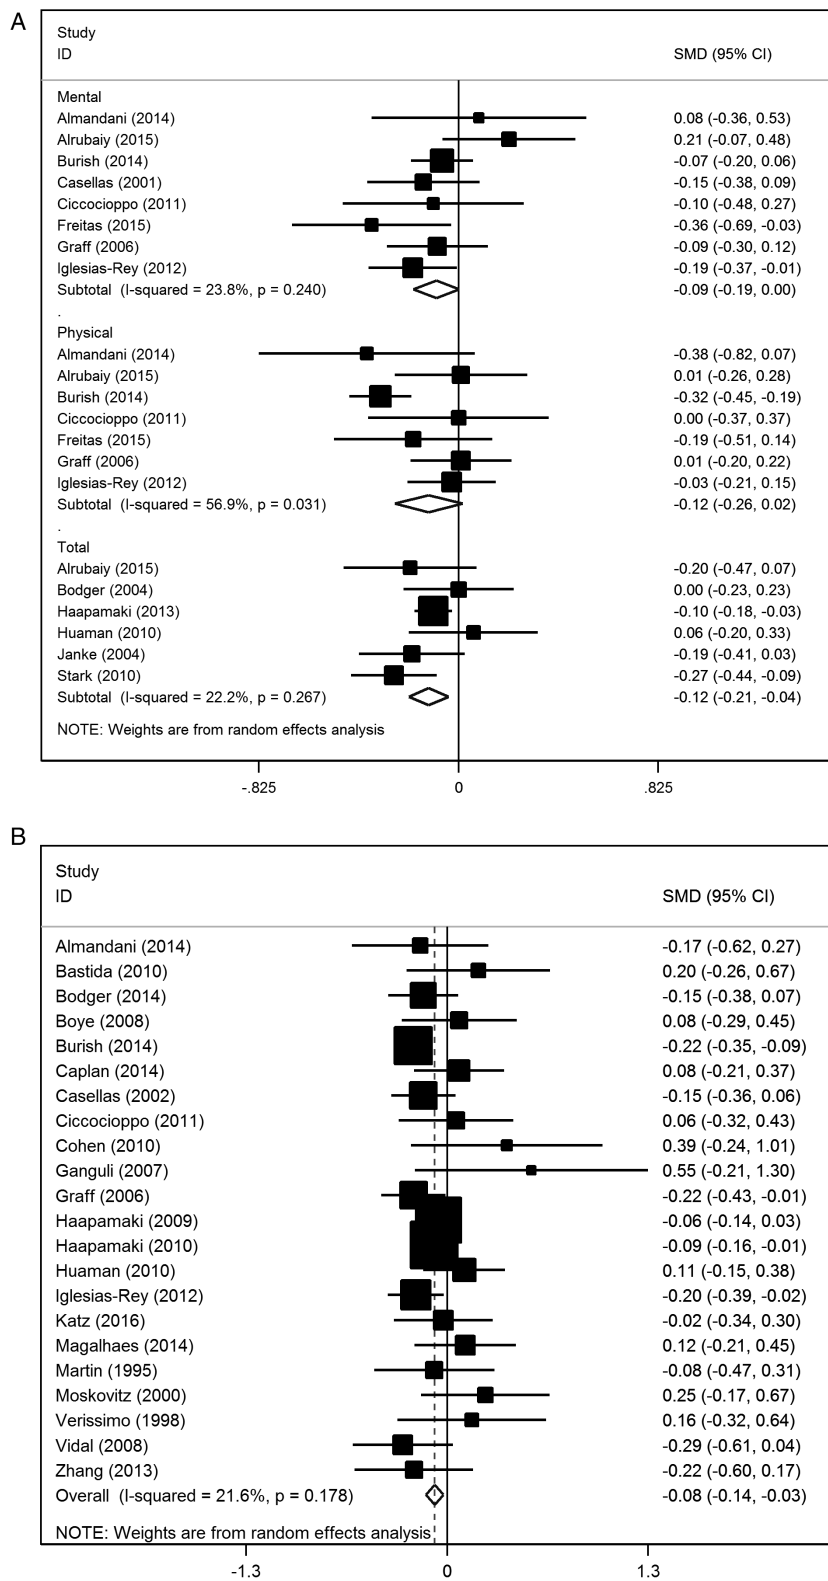 A
Study
ID SMD (95% CI)
Mental
Almandani (2014) 0.08 (-0.36, 0.53)
Alrubaiy (2015) 0.21 (-0.07, 0.48)
Burish (2014) -0.07 (-0.20, 0.06)
Casellas (2001) -0.15 (-0.38, 0.09)
Ciccocioppo (2011) -0.10 (-0.48, 0.27)
Freitas (2015) -0.36 (-0.69, -0.03)
Graff (2006) -0.09 (-0.30, 0.12)
Iglesias-Rey (2012) -0.19 (-0.37, -0.01)
Subtotal (I-squared = 23.8%, p = 0.240) -0.09 (-0.19, 0.00)
.
Physical
Almandani (2014) -0.38 (-0.82, 0.07)
Alrubaiy (2015) 0.01 (-0.26, 0.28)
Burish (2014) -0.32 (-0.45, -0.19)
Ciccocioppo (2011) 0.00 (-0.37, 0.37)
Freitas (2015) -0.19 (-0.51, 0.14)
Graff (2006) 0.01 (-0.20, 0.22)
Iglesias-Rey (2012) -0.03 (-0.21, 0.15)
Subtotal (I-squared = 56.9%, p = 0.031) -0.12 (-0.26, 0.02)
.
Total
Alrubaiy (2015) -0.20 (-0.47, 0.07)
Bodger (2004) 0.00 (-0.23, 0.23)
Haapamaki (2013) -0.10 (-0.18, -0.03)
Huaman (2010) 0.06 (-0.20, 0.33)
Janke (2004) -0.19 (-0.41, 0.03)
Stark (2010) -0.27 (-0.44, -0.09)
Subtotal (I-squared = 22.2%, p = 0.267) -0.12 (-0.21, -0.04)
NOTE: Weights are from random effects analysis
-.825 0 .825
B
Study
ID SMD (95% CI)
Almandani (2014) -0.17 (-0.62, 0.27)
Bastida (2010) 0.20 (-0.26, 0.67)
Bodger (2014) -0.15 (-0.38, 0.07)
Boye (2008) 0.08 (-0.29, 0.45)
Burish (2014) -0.22 (-0.35, -0.09)
Caplan (2014) 0.08 (-0.21, 0.37)
Casellas (2002) -0.15 (-0.36, 0.06)
Ciccocioppo (2011) 0.06 (-0.32, 0.43)
Cohen (2010) 0.39 (-0.24, 1.01)
Ganguli (2007) 0.55 (-0.21, 1.30)
Graff (2006) -0.22 (-0.43, -0.01)
Haapamaki (2009) -0.06 (-0.14, 0.03)
Haapamaki (2010) -0.09 (-0.16, -0.01)
Huaman (2010) 0.11 (-0.15, 0.38)
Iglesias-Rey (2012) -0.20 (-0.39, -0.02)
Katz (2016) -0.02 (-0.34, 0.30)
Magalhaes (2014) 0.12 (-0.21, 0.45)
Martin (1995) -0.08 (-0.47, 0.31)
Moskovitz (2000) 0.25 (-0.17, 0.67)
Verissimo (1998) 0.16 (-0.32, 0.64)
Vidal (2008) -0.29 (-0.61, 0.04)
Zhang (2013) -0.22 (-0.60, 0.17)
Overall (I-squared = 21.6%, p = 0.178) -0.08 (-0.14, -0.03)
NOTE: Weights are from random effects analysis
-1.3 0 1.3